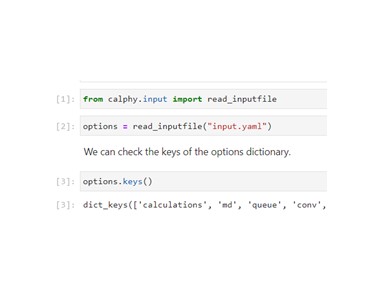 [1]: from calphy.input import read_inputfile
[2]: options = read_inputfile("input.yaml")
We can check the keys of the options dictionary.
[3]: options.keys()
[3]: dict_keys(['calculations', 'md', 'queue', 'conv',